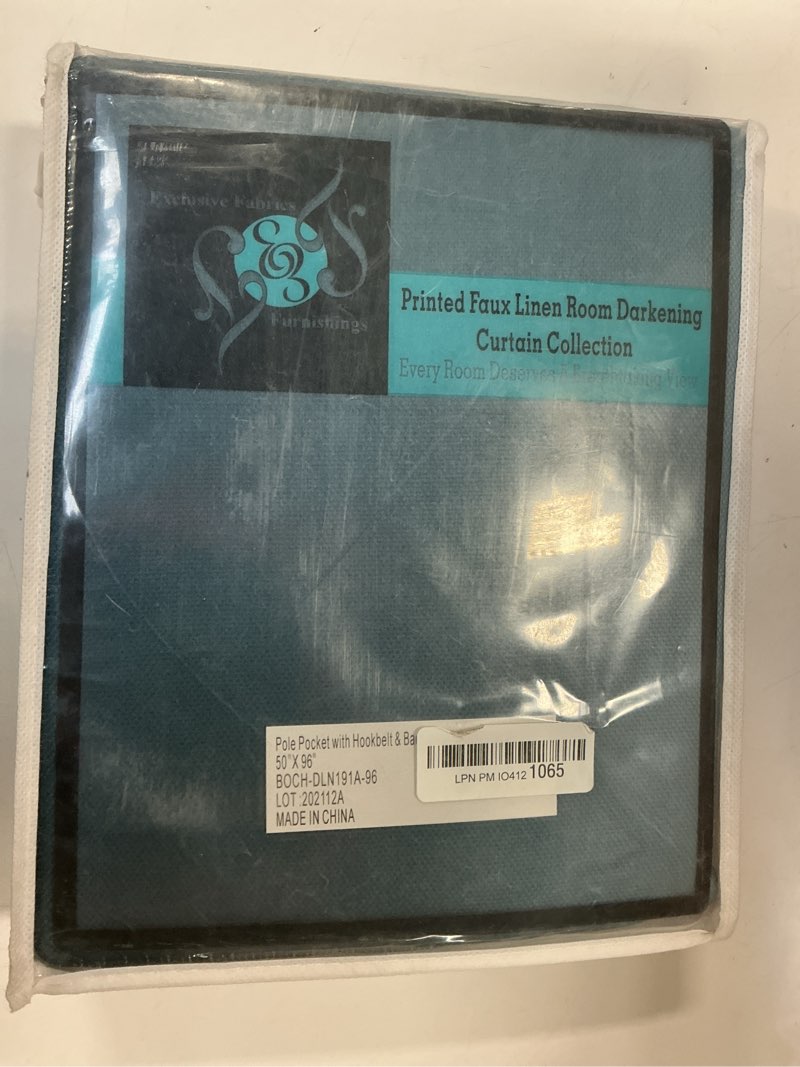 Exclusive Fabrics
&
Furnishings
Printed Faux Linen Room Darkening
Curtain Collection
Every Room Deserves A View
Pole Pocket with Hookbelt &
50"X 96"
BOCH-DLN191A-96
LOT :202112A
MADE IN CHINA
LPN PM IO412 1065